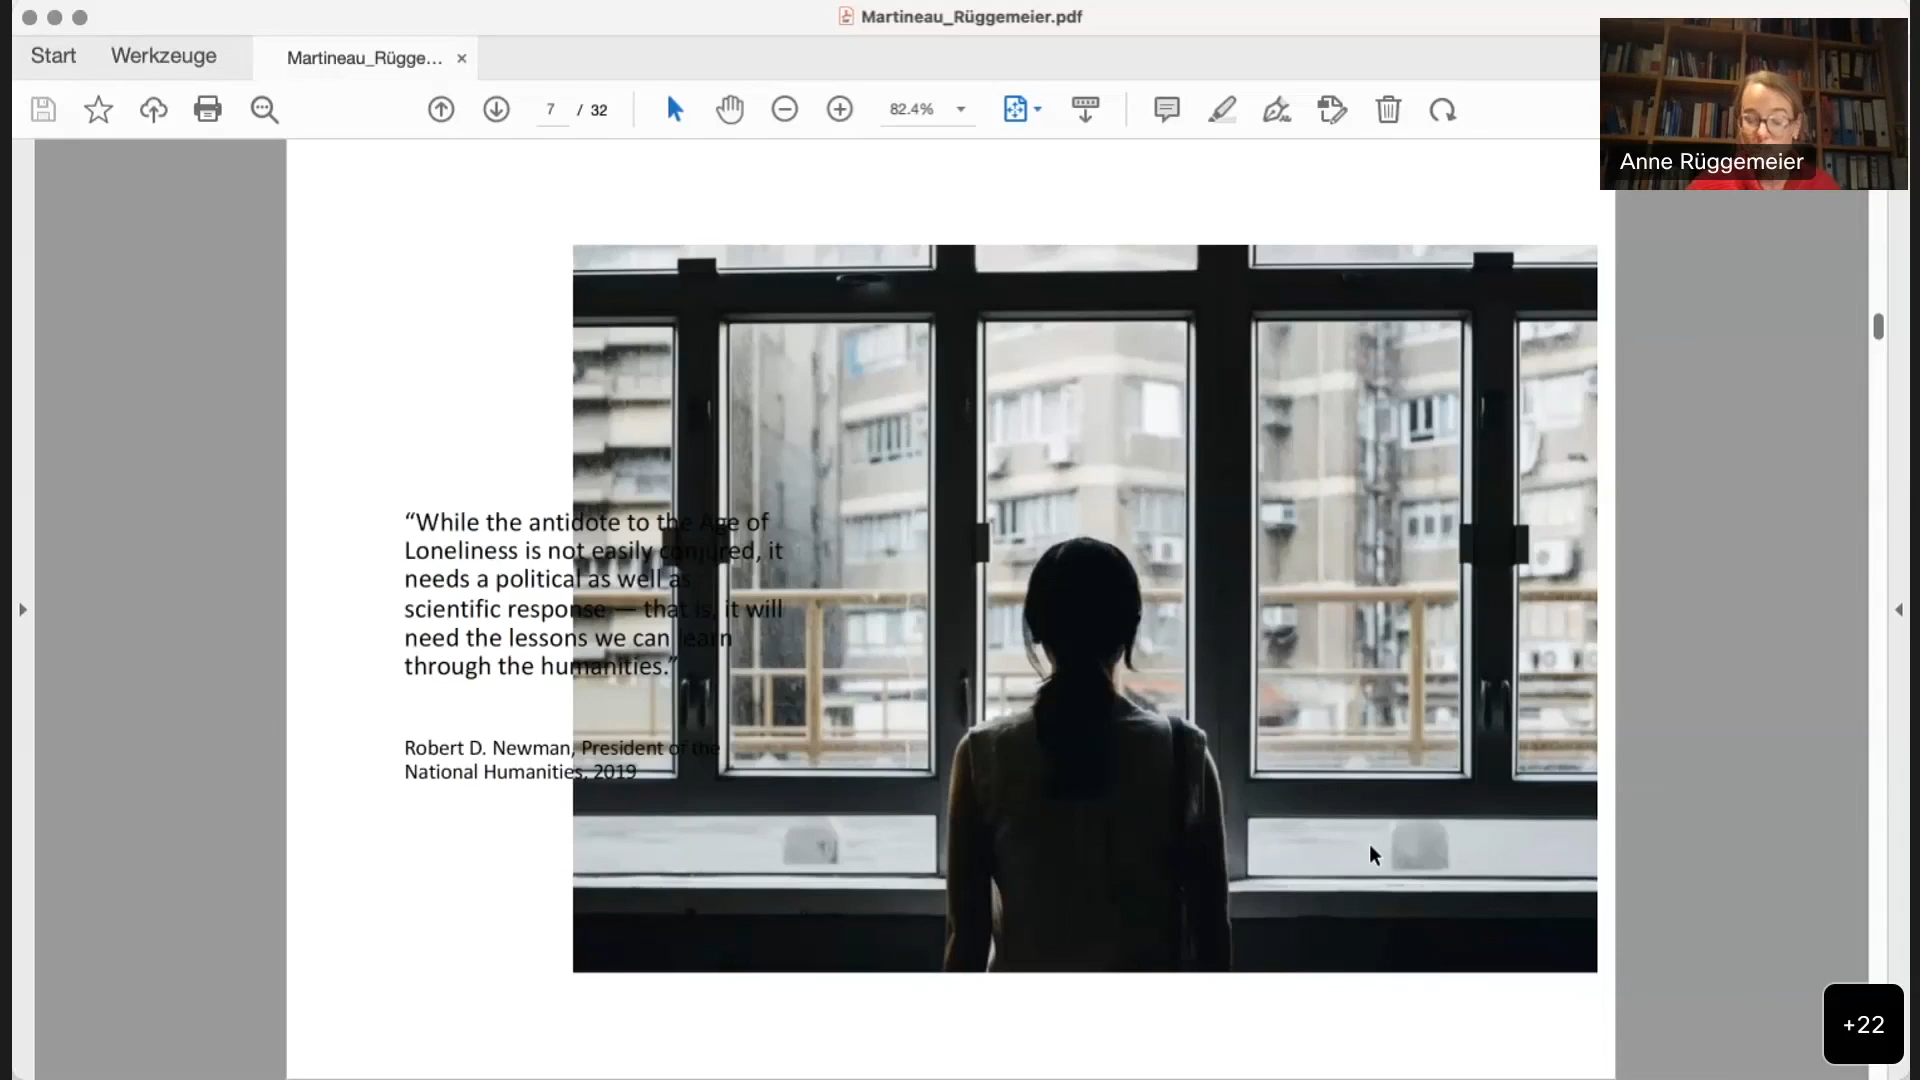 Martineau_Rüggemeier.pdf
Start
Werkzeuge
Martineau_Rügge...
7 / 32
82.4%
Anne Rüggemeier
“While the antidote to the Age of
Loneliness is not easily conjured, it
needs a political as well as
scientific response — that is, it will
need the lessons we can learn
through the humanities.”
Robert D. Newman, President of the
National Humanities, 2019
+22